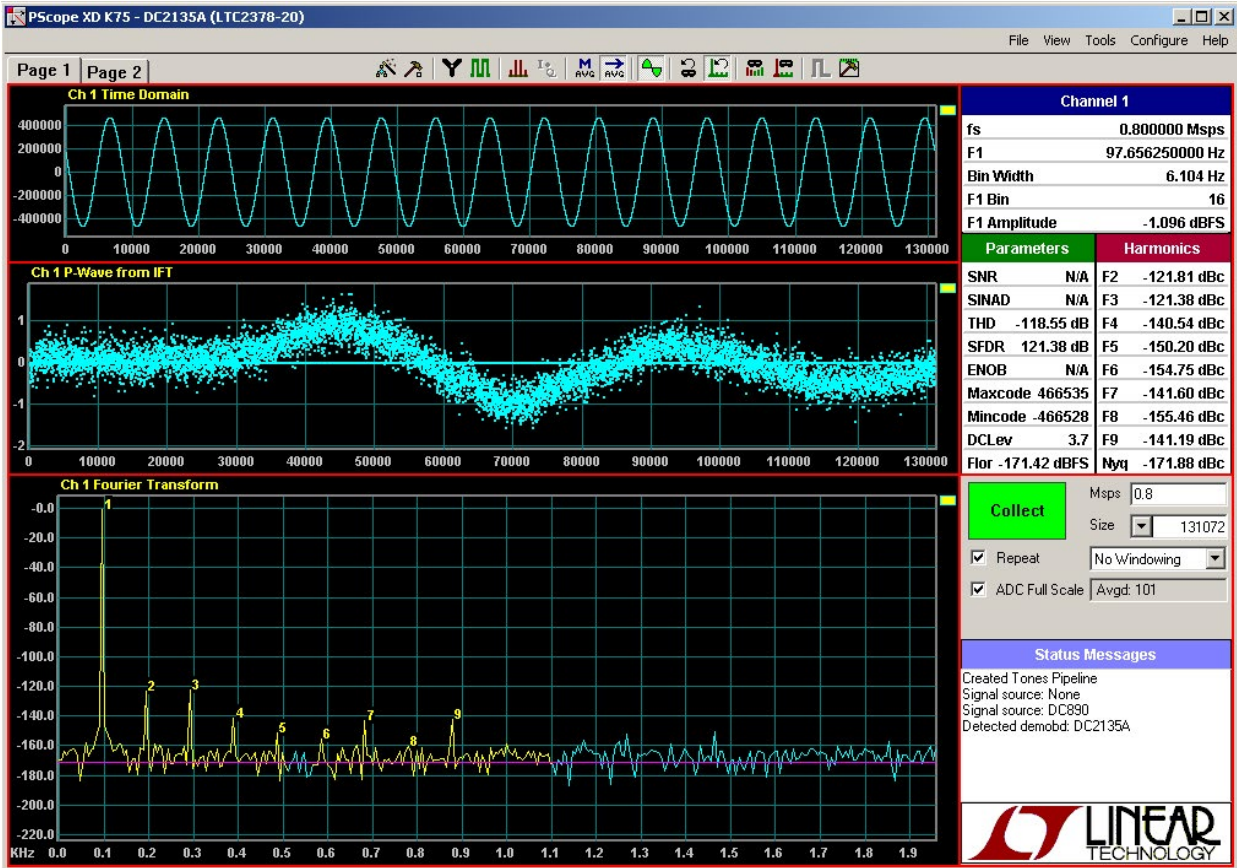 PScope XD K75 - DC2135A (LTC2378-20)
File View Tools Configure Help
Page 1 Page 2
M AVG AVG
Ch 1 Time Domain
400000
200000
0
-200000
-400000
0 10000 20000 30000 40000 50000 60000 70000 80000 90000 100000 110000 120000 130000
Ch 1 P-Wave from IFT
1
0
-1
-2
0 10000 20000 30000 40000 50000 60000 70000 80000 90000 100000 110000 120000 130000
Ch 1 Fourier Transform
1
-0.0
-20.0
-40.0
-60.0
-80.0
-100.0
-120.0
-140.0
-160.0
-180.0
-200.0
-220.0
2 3 4 5 6 7 8 9
KHz 0.0 0.1 0.2 0.3 0.4 0.5 0.6 0.7 0.8 0.9 1.0 1.1 1.2 1.3 1.4 1.5 1.6 1.7 1.8 1.9
Channel 1
fs 0.800000 Msps
F1 97.656250000 Hz
Bin Width 6.104 Hz
F1 Bin 16
F1 Amplitude -1.096 dBFS
Parameters Harmonics
SNR N/A F2 -121.81 dBc
SINAD N/A F3 -121.38 dBc
THD -118.55 dB F4 -140.54 dBc
SFDR 121.38 dB F5 -150.20 dBc
ENOB N/A F6 -154.75 dBc
Maxcode 466535 F7 -141.60 dBc
Mincode -466528 F8 -155.46 dBc
DCLev 3.7 F9 -141.19 dBc
Flor -171.42 dBFS Nyq -171.88 dBc
Collect Msps 0.8
Size 131072
Repeat No Windowing
ADC Full Scale Avgd: 101
Status Messages
Created Tones Pipeline
Signal source: None
Signal source: DC890
Detected demobd: DC2135A
LINEAR
TECHNOLOGY